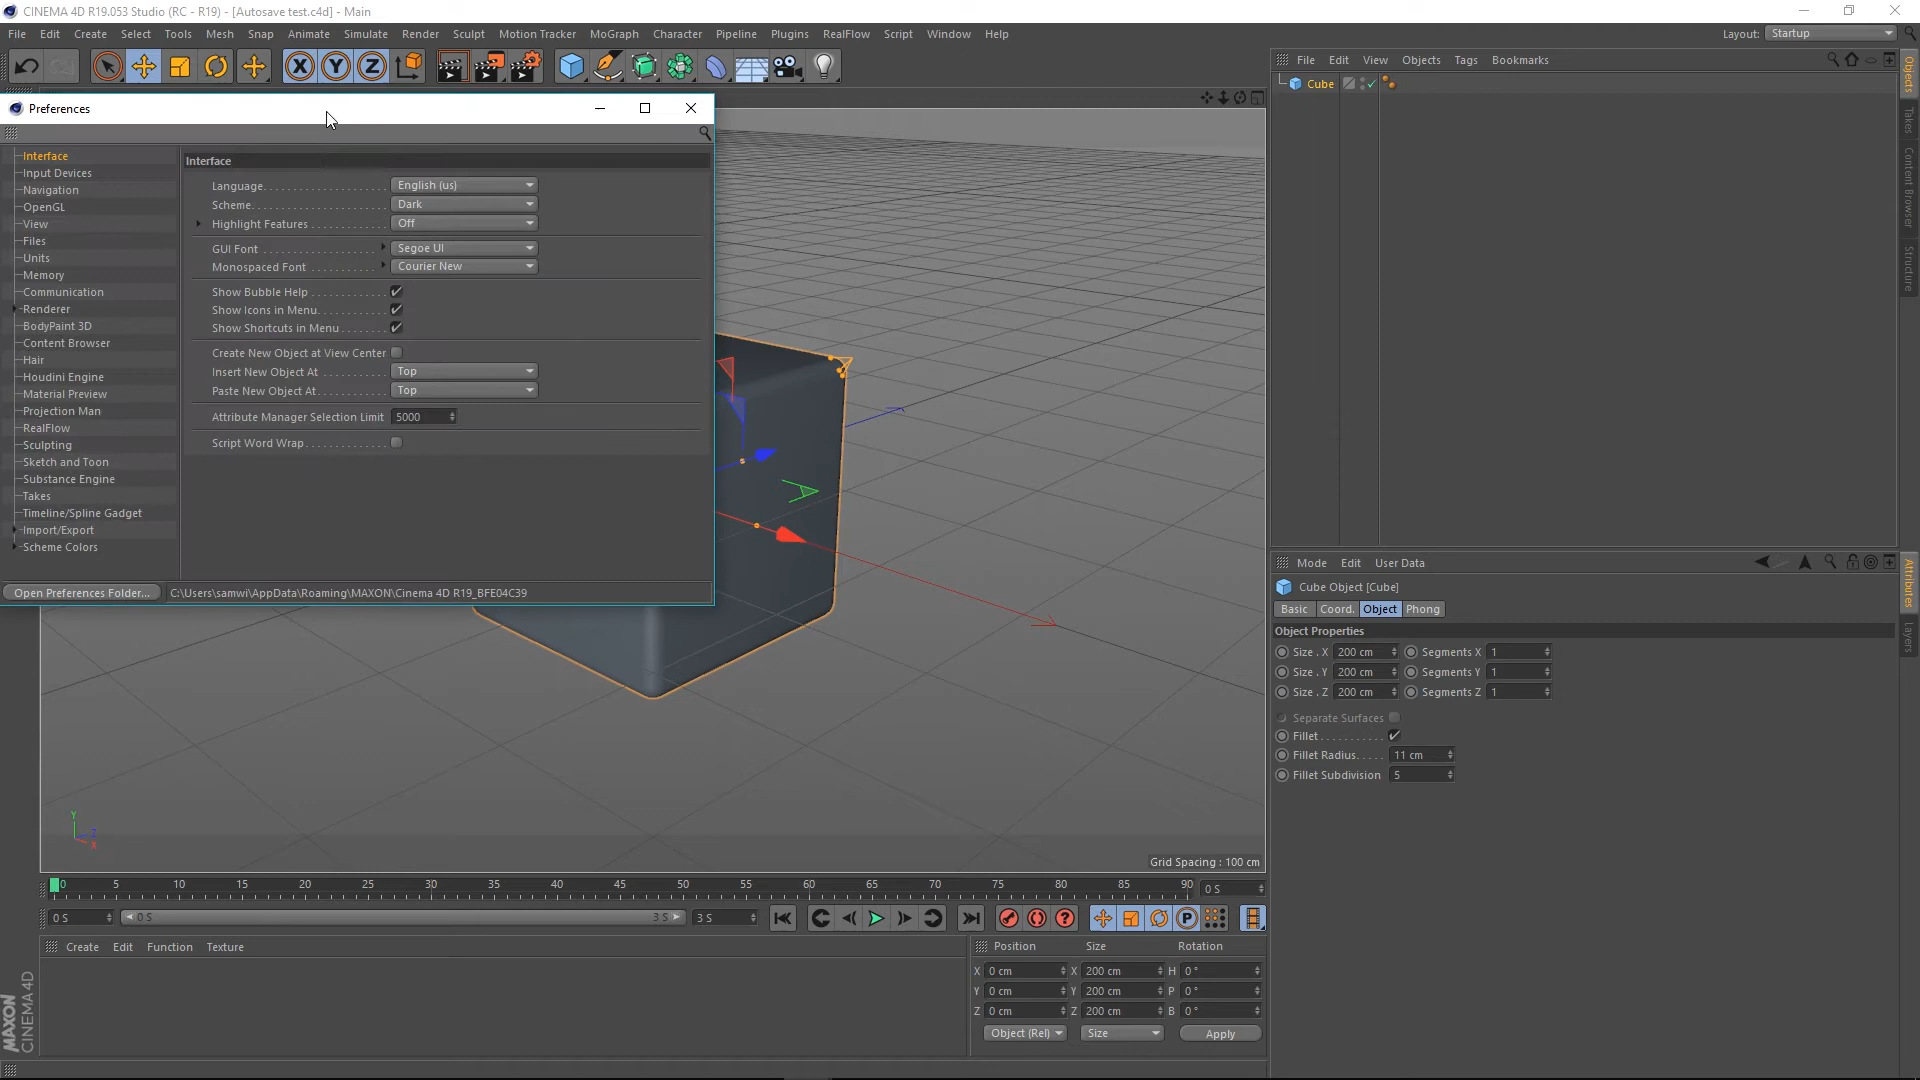 CINEMA 4D R19.053 Studio (RC - R19) - [Autosave test.c4d] - Main
File Edit Create Select Tools Mesh Snap Animate Simulate Render Sculpt Motion Tracker MoGraph Character Pipeline Plugins RealFlow Script Window Help
Layout: Startup
X Y Z
File Edit View Objects Tags Bookmarks
Cube
Objects
Takes
Content Browser
Structure
Preferences
Interface
Input Devices
Navigation
OpenGL
View
Files
Units
Memory
Communication
Renderer
BodyPaint 3D
Content Browser
Hair
Houdini Engine
Material Preview
Projection Man
RealFlow
Sculpting
Sketch and Toon
Substance Engine
Takes
Timeline/Spline Gadget
Import/Export
Scheme Colors
Interface
Language. . . . . . . . . . . . . . . . . . . . English (us)
Scheme. . . . . . . . . . . . . . . . . . . . . . Dark
Highlight Features . . . . . . . . . . . . Off
GUI Font . . . . . . . . . . . . . . . . . . . Segoe UI
Monospaced Font . . . . . . . . . . . Courier New
Show Bubble Help . . . . . . . . . . . .
Show Icons in Menu. . . . . . . . . . .
Show Shortcuts in Menu . . . . . . .
Create New Object at View Center
Insert New Object At . . . . . . . . . . Top
Paste New Object At. . . . . . . . . . . Top
Attribute Manager Selection Limit 5000
Script Word Wrap. . . . . . . . . . . . .
Open Preferences Folder... C:\Users\samwi\AppData\Roaming\MAXON\Cinema 4D R19_BFE04C39
Y
Z
X
Grid Spacing : 100 cm
Mode Edit User Data
Cube Object [Cube]
Basic Coord. Object Phong
Object Properties
Size . X 200 cm Segments X 1
Size . Y 200 cm Segments Y 1
Size . Z 200 cm Segments Z 1
Separate Surfaces
Fillet . . . . . . . . . . .
Fillet Radius. . . . . 11 cm
Fillet Subdivision 5
Attributes
Layers
0 5 10 15 20 25 30 35 40 45 50 55 60 65 70 75 80 85 90 0 S
0 S 0 S 3 S 3 S
? P
Create Edit Function Texture
Position Size Rotation
X 0 cm X 200 cm H 0 °
Y 0 cm Y 200 cm P 0 °
Z 0 cm Z 200 cm B 0 °
Object (Rel) Size Apply
MAXON
CINEMA 4D